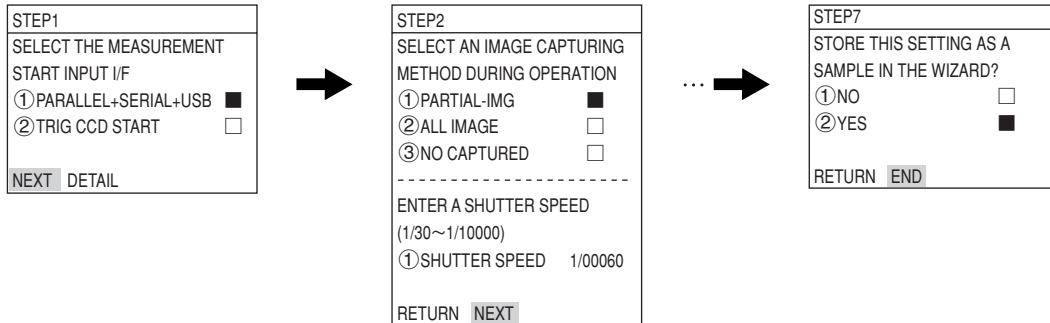 STEP1
SELECT THE MEASUREMENT
START INPUT I/F
①PARALLEL+SERIAL+USB ■
②TRIG CCD START □
NEXT DETAIL
STEP2
SELECT AN IMAGE CAPTURING
METHOD DURING OPERATION
①PARTIAL-IMG ■
②ALL IMAGE □
③NO CAPTURED □
ENTER A SHUTTER SPEED
(1/30～1/10000)
①SHUTTER SPEED 1/00060
RETURN NEXT
…
STEP7
STORE THIS SETTING AS A
SAMPLE IN THE WIZARD?
①NO □
②YES ■
RETURN END